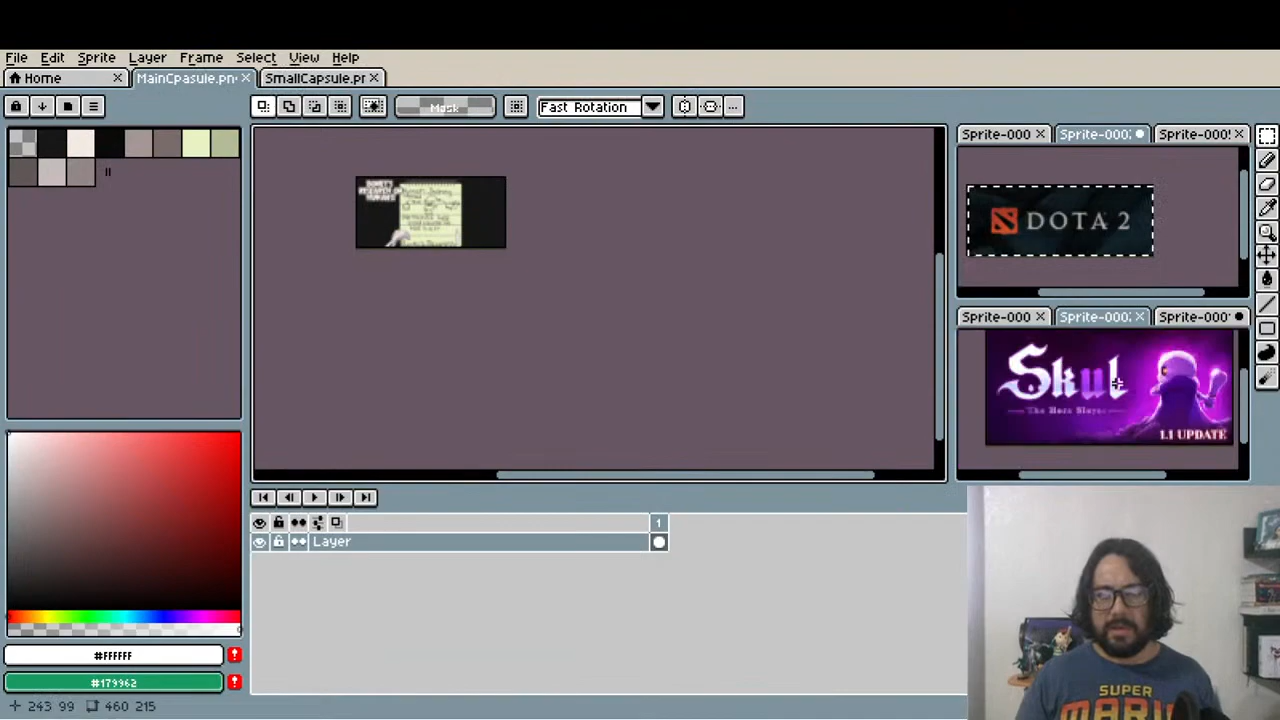 File Edit Sprite Layer Frame Select View Help
Home MainCpasule.pn SmallCapsule.pr
Mask Fast Rotation
Sprite-000 Sprite-000 Sprite-000
DOTA 2
Sprite-000 Sprite-000 Sprite-000
Skul
The Hero Slayer
1.1 UPDATE
1
Layer
#FFFFFF
#179962
243 99 460 215
SUPER
MARIO